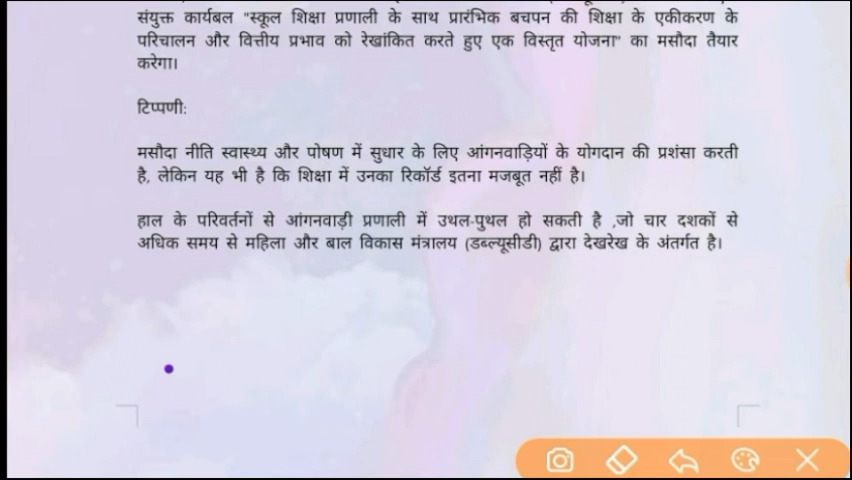 संयुक्त कार्यबल "स्कूल शिक्षा प्रणाली के साथ प्रारंभिक बचपन की शिक्षा के एकीकरण के
परिचालन और वित्तीय प्रभाव को रेखांकित करते हुए एक विस्तृत योजना" का मसौदा तैयार
करेगा।
टिप्पणी:
मसौदा नीति स्वास्थ्य और पोषण में सुधार के लिए आंगनवाड़ियों के योगदान की प्रशंसा करती
है, लेकिन यह भी है कि शिक्षा में उनका रिकॉर्ड इतना मजबूत नहीं है।
हाल के परिवर्तनों से आंगनवाड़ी प्रणाली में उथल-पुथल हो सकती है ,जो चार दशकों से
अधिक समय से महिला और बाल विकास मंत्रालय (डब्ल्यूसीडी) द्वारा देखरेख के अंतर्गत है।